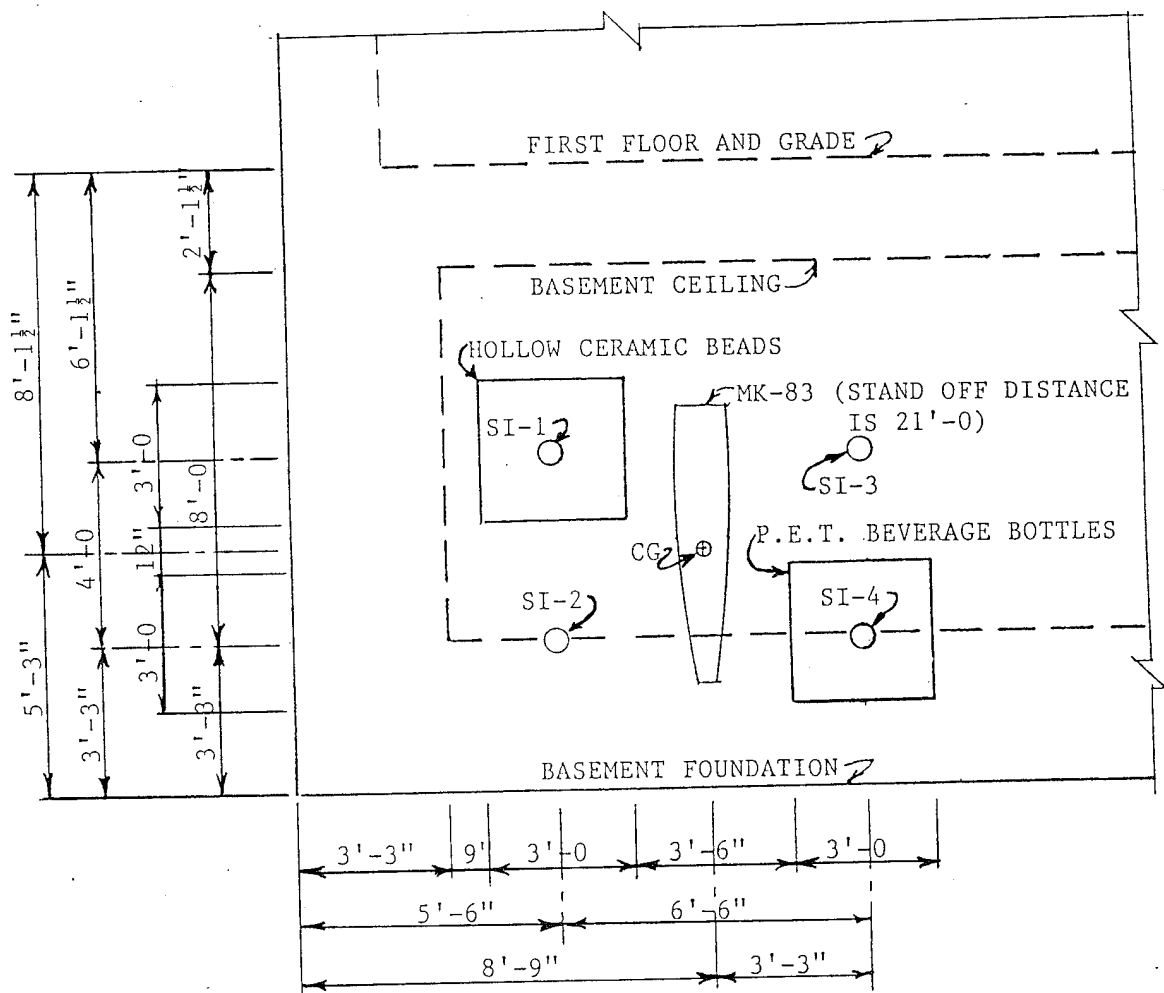 FIRST FLOOR AND GRADE
BASEMENT CEILING
HOLLOW CERAMIC BEADS
MK-83 (STAND OFF DISTANCE
IS 21'-0)
SI-1
SI-3
P.E.T. BEVERAGE BOTTLES
CG
SI-2
SI-4
BASEMENT FOUNDATION
8'-1½"
6'-1½"
2'-1½"
3'-0
8'-0
12"
4'-0
3'-0
5'-3"
3'-3"
3'-3"
3'-3"
9'
3'-0
3'-6"
3'-0
5'-6"
6'-6"
8'-9"
3'-3"